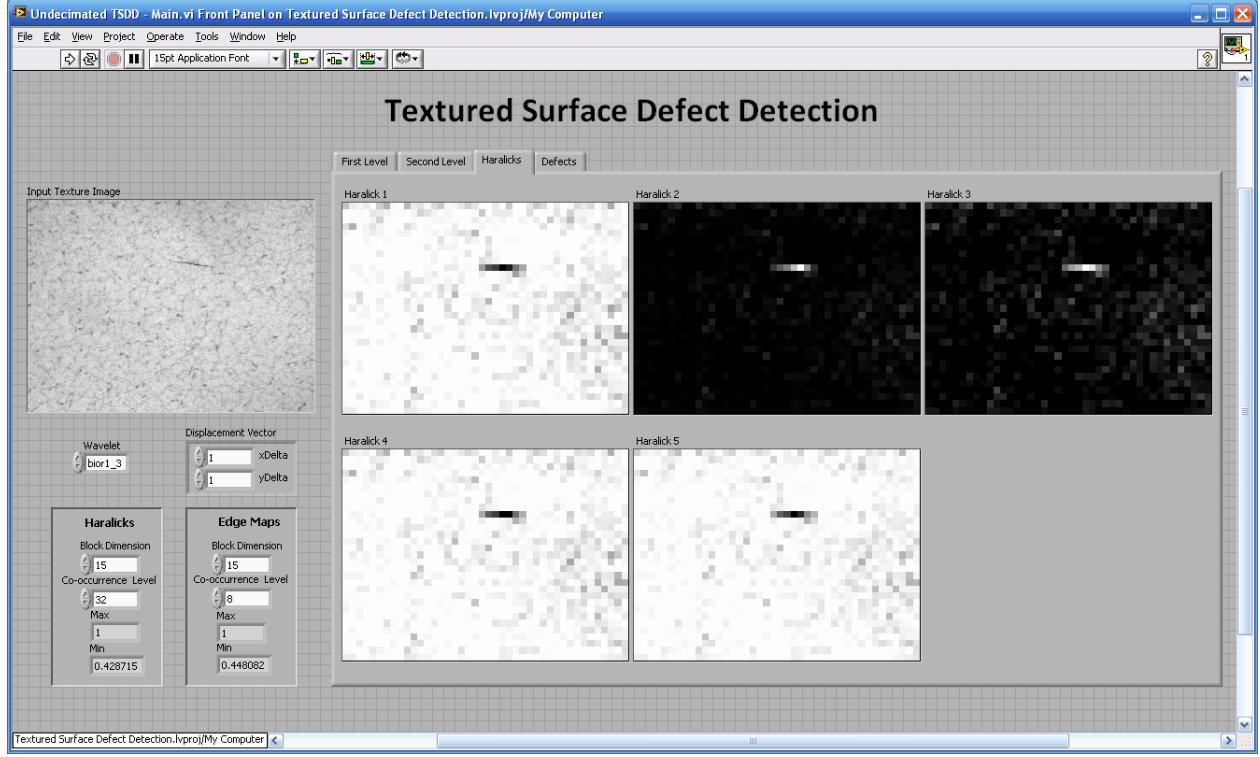 Undecimated TSDD - Main.vi Front Panel on Textured Surface Defect Detection.lvproj/My Computer
File Edit View Project Operate Tools Window Help
15pt Application Font
1
Textured Surface Defect Detection
First Level Second Level Haralicks Defects
Input Texture Image
Haralick 1 Haralick 2 Haralick 3
Haralick 4 Haralick 5
Wavelet
bior1_3
Displacement Vector
1 xDelta
1 yDelta
Haralicks
Block Dimension
15
Co-occurrence Level
32
Max
1
Min
0.428715
Edge Maps
Block Dimension
15
Co-occurrence Level
8
Max
1
Min
0.448082
Textured Surface Defect Detection.lvproj/My Computer